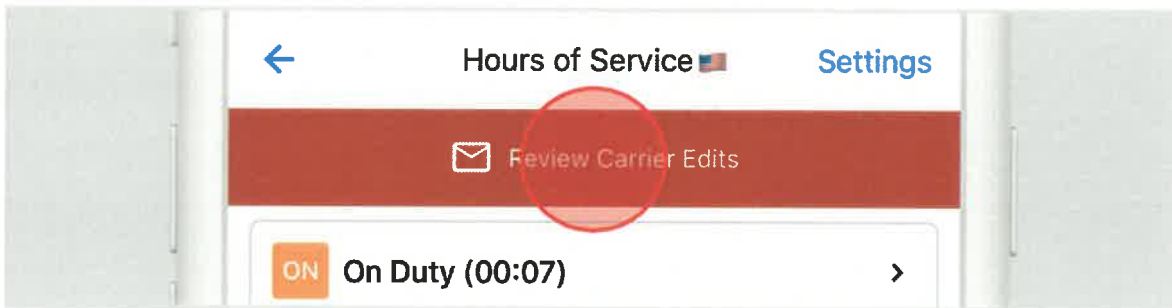 Hours of Service🇺🇸 Settings
Review Carrier Edits
ON On Duty (00:07)